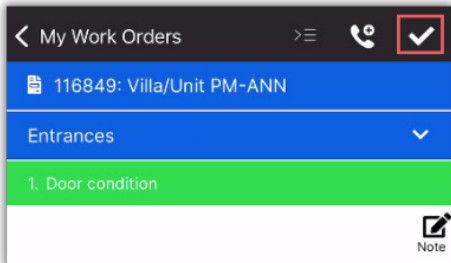 My Work Orders
116849: Villa/Unit PM-ANN
Entrances
1. Door condition
Note